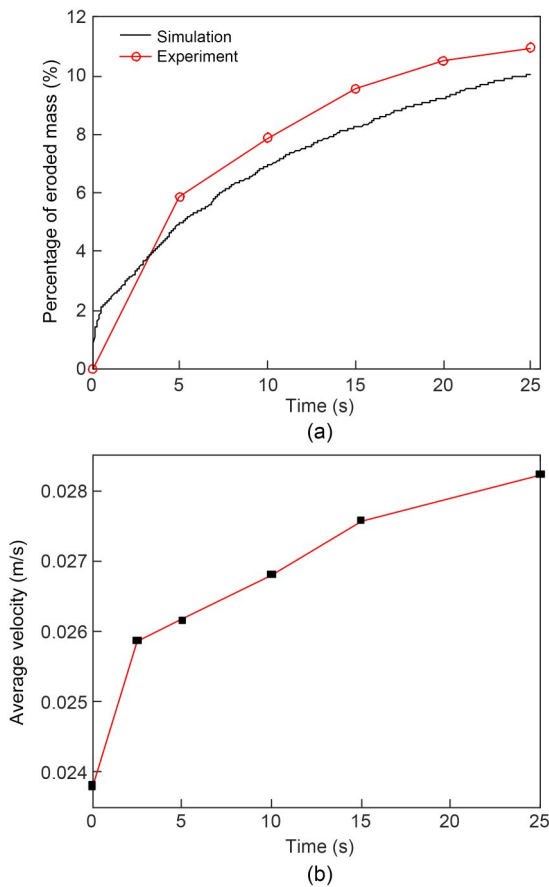 12
10
8
6
4
2
0
Percentage of eroded mass (%)
Simulation
Experiment
0 5 10 15 20 25
Time (s)
(a)
0.028
0.027
0.026
0.025
0.024
Average velocity (m/s)
0 5 10 15 20 25
Time (s)
(b)